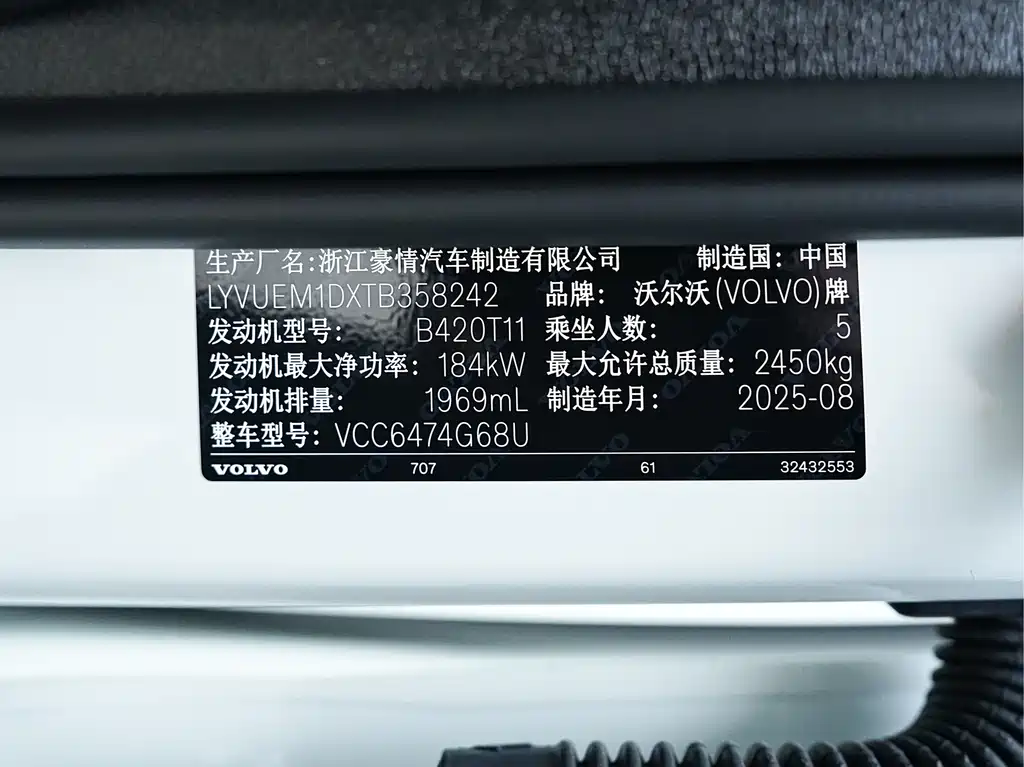 生产厂名:浙江豪情汽车制造有限公司 制造国：中国
LYVUEM1DXTB358242 品牌： 沃尔沃(VOLVO)牌
发动机型号： B420T11 乘坐人数： 5
发动机最大净功率：184kW 最大允许总质量：2450kg
发动机排量： 1969mL 制造年月： 2025-08
整车型号：VCC6474G68U
VOLVO 707 61 32432553